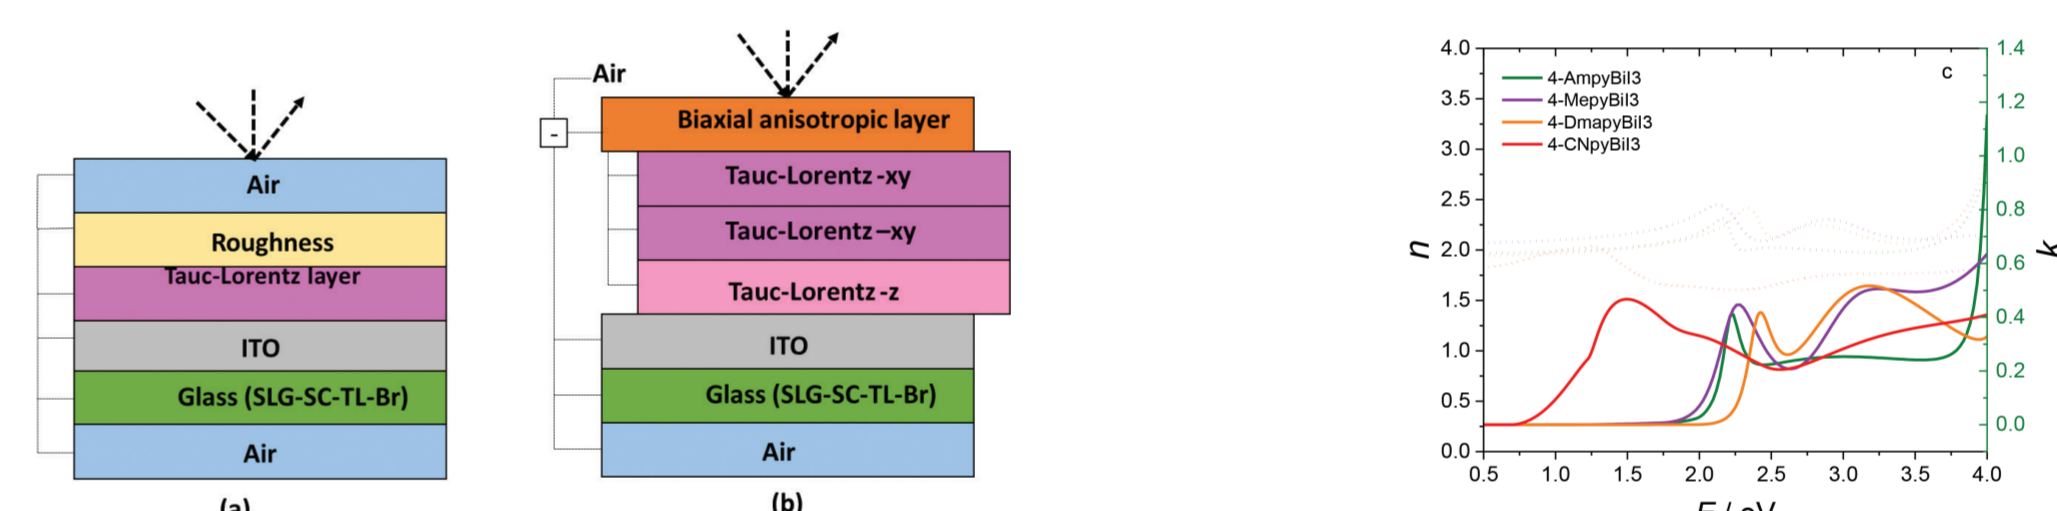 Air
Roughness
Tauc-Lorentz layer
ITO
Glass (SLG-SC-TL-Br)
Air
(a)
Air
-
Biaxial anisotropic layer
Tauc-Lorentz -xy
Tauc-Lorentz –xy
Tauc-Lorentz -z
ITO
Glass (SLG-SC-TL-Br)
Air
(b)
4.0
3.5
3.0
2.5
2.0
1.5
1.0
0.5
0.0
n
4-AmpyBiI3
4-MepyBiI3
4-DmapyBiI3
4-CNpyBiI3
c
1.4
1.2
1.0
0.8
0.6
0.4
0.2
0.0
k
0.5 1.0 1.5 2.0 2.5 3.0 3.5 4.0
E / eV